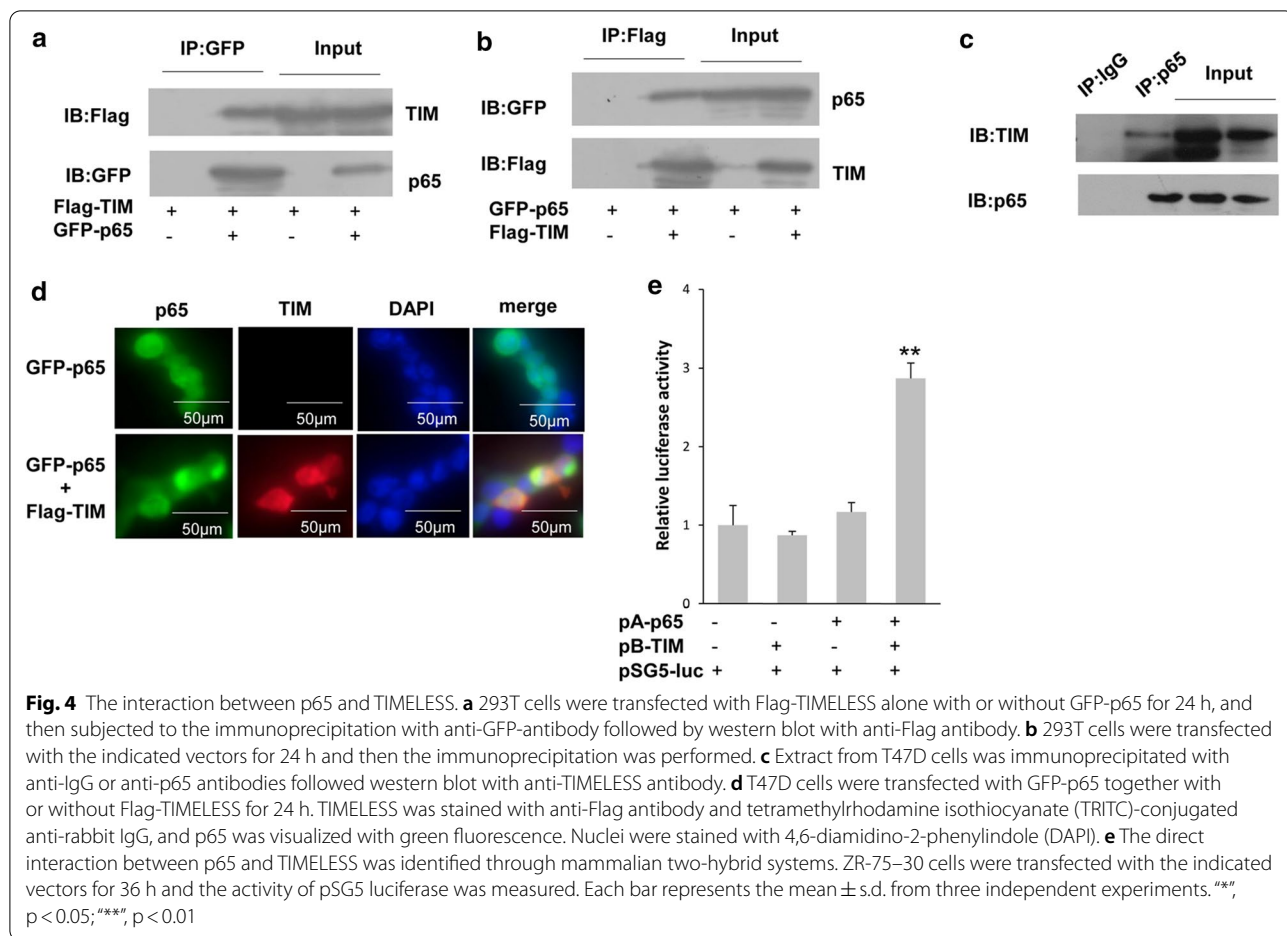 a
IP:GFP Input
IB:Flag TIM
IB:GFP p65
Flag-TIM + + + +
GFP-p65 - + - +
b
IP:Flag Input
IB:GFP p65
IB:Flag TIM
GFP-p65 + + + +
Flag-TIM - + - +
c
IP:IgG IP:p65 Input
IB:TIM
IB:p65
d
p65 TIM DAPI merge
GFP-p65
50μm 50μm 50μm 50μm
GFP-p65
+
Flag-TIM
50μm 50μm 50μm 50μm
e
Relative luciferase activity
4
3
2
1
0
**
pA-p65 - - + +
pB-TIM - + - +
pSG5-luc + + + +
Fig. 4 The interaction between p65 and TIMELESS. a 293T cells were transfected with Flag-TIMELESS alone with or without GFP-p65 for 24 h, and
then subjected to the immunoprecipitation with anti-GFP-antibody followed by western blot with anti-Flag antibody. b 293T cells were transfected
with the indicated vectors for 24 h and then the immunoprecipitation was performed. c Extract from T47D cells was immunoprecipitated with
anti-IgG or anti-p65 antibodies followed western blot with anti-TIMELESS antibody. d T47D cells were transfected with GFP-p65 together with
or without Flag-TIMELESS for 24 h. TIMELESS was stained with anti-Flag antibody and tetramethylrhodamine isothiocyanate (TRITC)-conjugated
anti-rabbit IgG, and p65 was visualized with green fluorescence. Nuclei were stained with 4,6-diamidino-2-phenylindole (DAPI). e The direct
interaction between p65 and TIMELESS was identified through mammalian two-hybrid systems. ZR-75–30 cells were transfected with the indicated
vectors for 36 h and the activity of pSG5 luciferase was measured. Each bar represents the mean ± s.d. from three independent experiments. “*”,
p < 0.05; “**”, p < 0.01